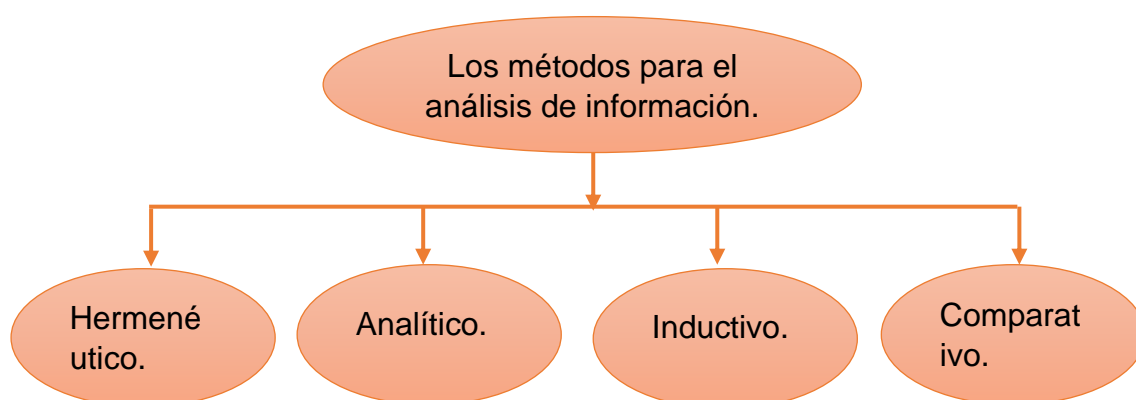 Los métodos para el
análisis de información.
Hermené
utico.
Analítico.
Inductivo.
Comparat
ivo.